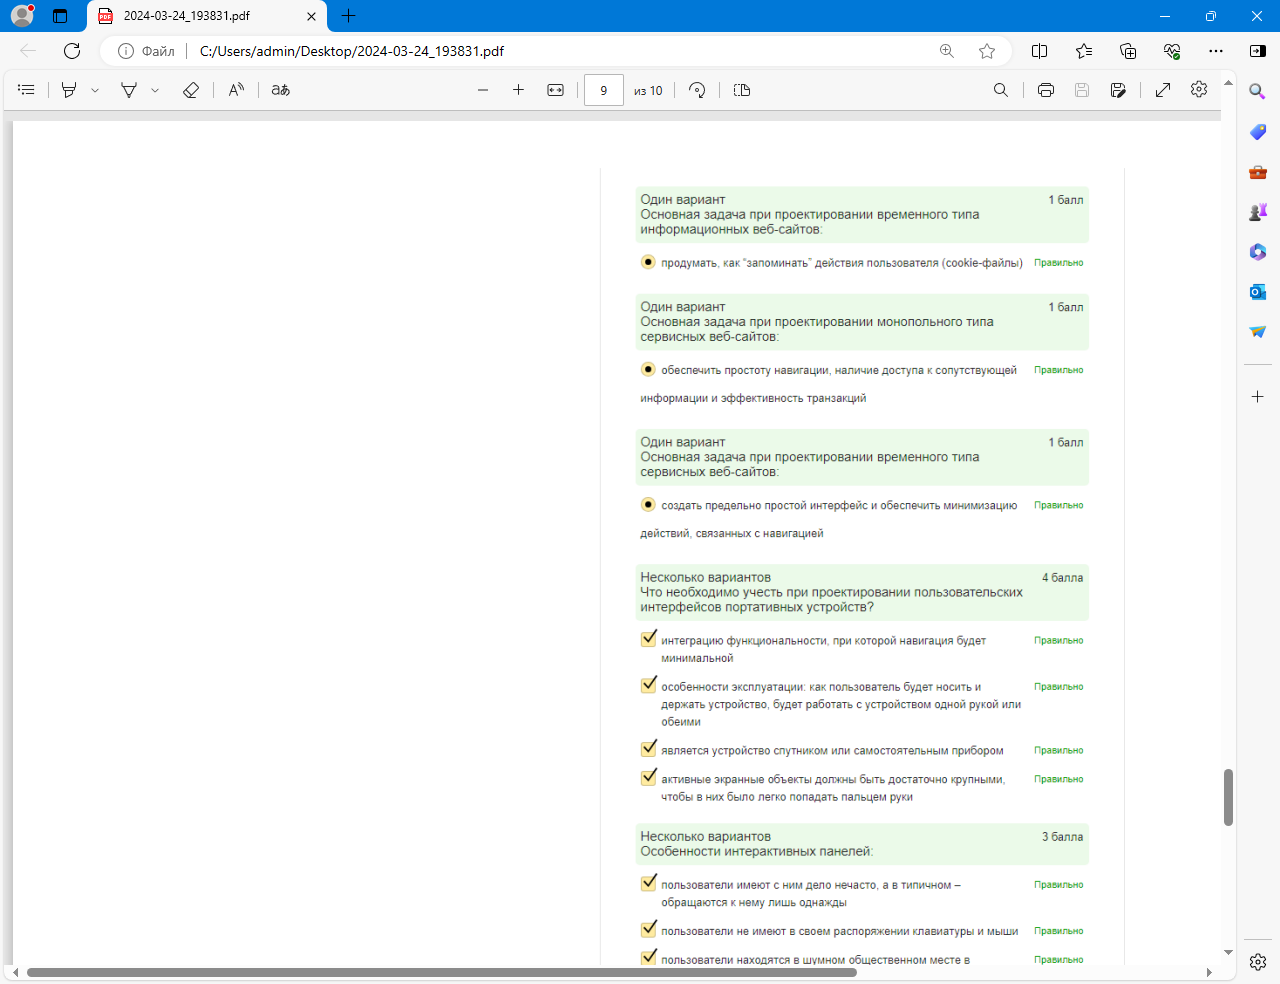 2024-03-24_193831.pdf
Файл
C:/Users/admin/Desktop/2024-03-24_193831.pdf
9 из 10
Один вариант 1 балл
Основная задача при проектировании временного типа
информационных веб-сайтов:
продумать, как “запоминать” действия пользователя (cookie-файлы) Правильно
Один вариант 1 балл
Основная задача при проектировании монопольного типа
сервисных веб-сайтов:
обеспечить простоту навигации, наличие доступа к сопутствующей Правильно
информации и эффективность транзакций
Один вариант 1 балл
Основная задача при проектировании временного типа
сервисных веб-сайтов:
создать предельно простой интерфейс и обеспечить минимизацию Правильно
действий, связанных с навигацией
Несколько вариантов 4 балла
Что необходимо учесть при проектировании пользовательских
интерфейсов портативных устройств?
интеграцию функциональности, при которой навигация будет Правильно
минимальной
особенности эксплуатации: как пользователь будет носить и Правильно
держать устройство, будет работать с устройством одной рукой или
обеими
является устройство спутником или самостоятельным прибором Правильно
активные экранные объекты должны быть достаточно крупными, Правильно
чтобы в них было легко попадать пальцем руки
Несколько вариантов 3 балла
Особенности интерактивных панелей:
пользователи имеют с ним дело нечасто, а в типичном – Правильно
обращаются к нему лишь однажды
пользователи не имеют в своем распоряжении клавиатуры и мыши Правильно
пользователи находятся в шумном общественном месте в Правильно